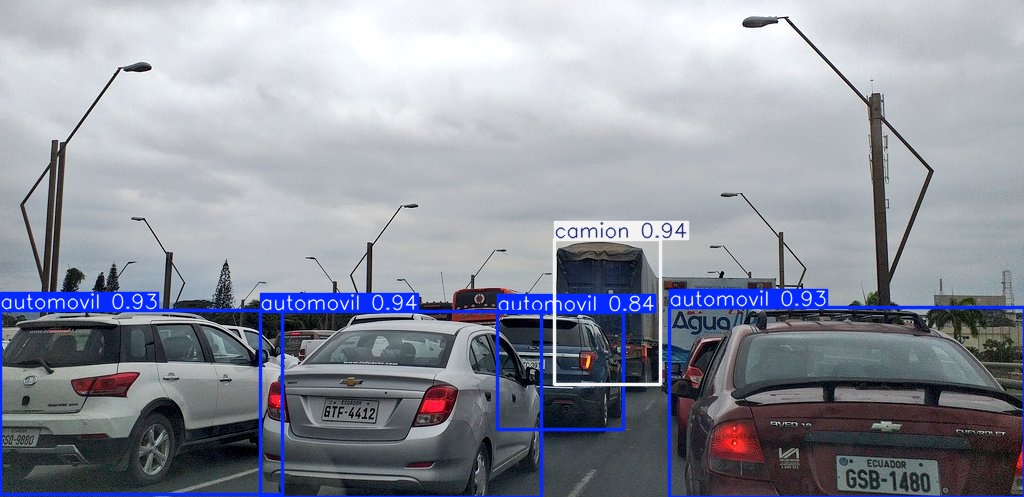 camion 0.94
automovil 0.93
automovil 0.94
automovil 0.84
automovil 0.93
Agua
ECUADOR
GTF-4412
GSO-9880
AVEO
CHEVROLET
ECUADOR
GSB-1480